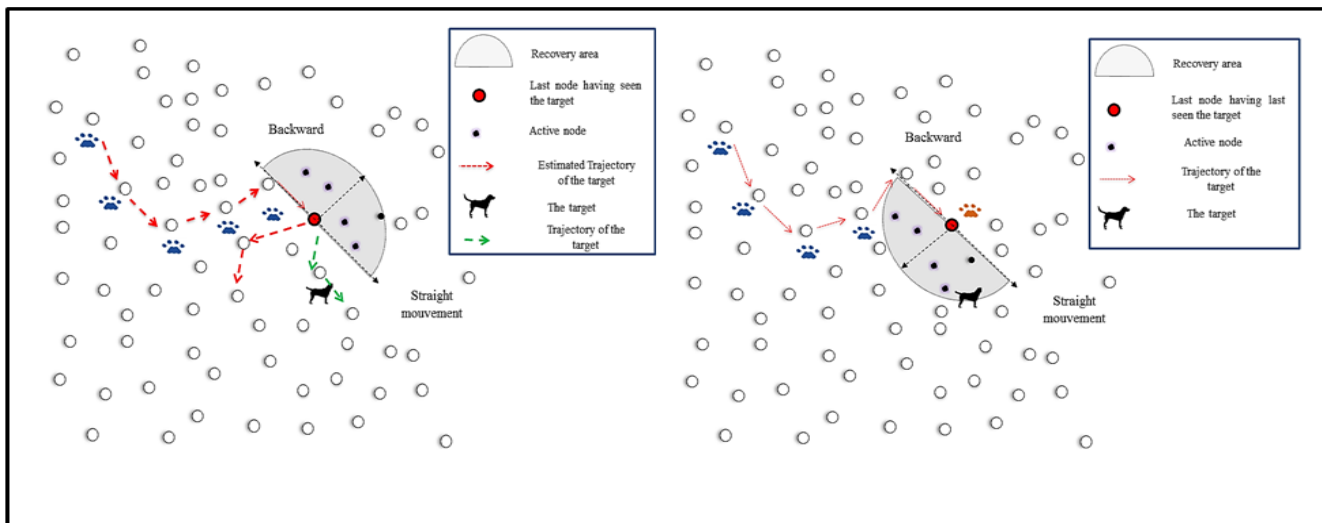 Recovery area
Last node having seen
the target
Active node
Estimated Trajectory
of the target
The target
Trajectory of the
target
Backward
Straight
mouvement
Recovery area
Last node having last
seen the target
Active node
Trajectory of the
target
The target
Backward
Straight
mouvement